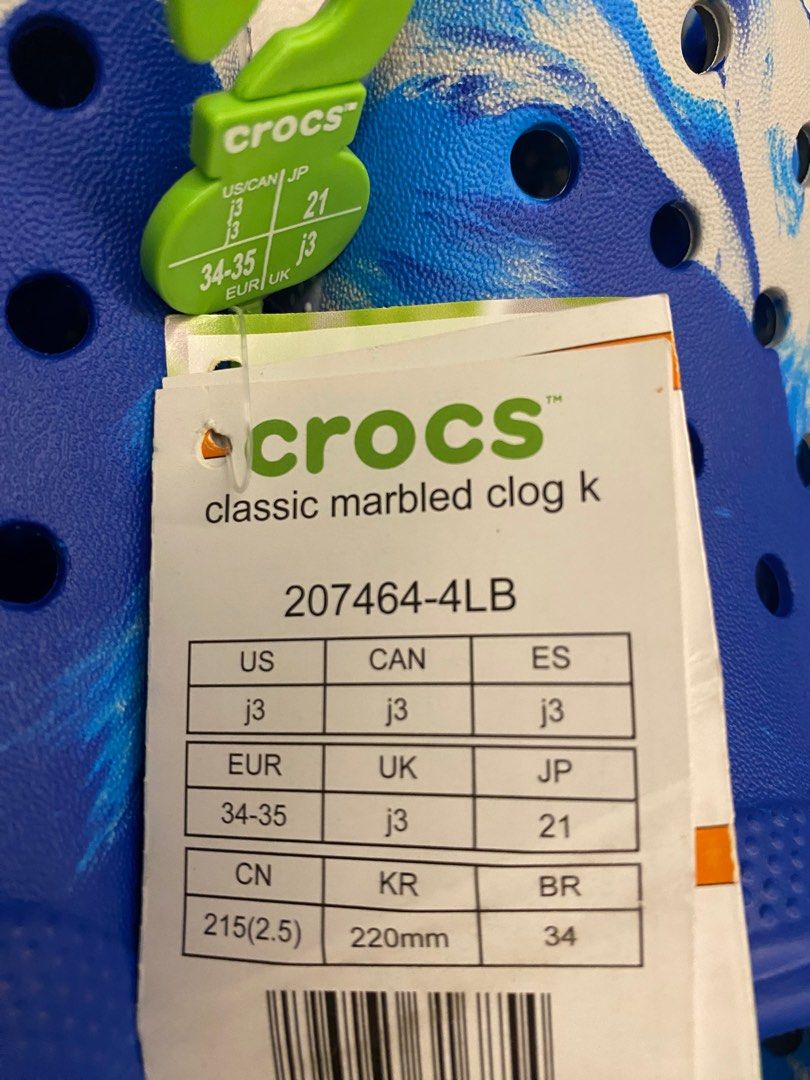 crocs™
US/CAN JP
j3 21
j3
34-35 j3
EUR UK
crocs™
classic marbled clog k
207464-4LB
US CAN ES
j3 j3 j3
EUR UK JP
34-35 j3 21
CN KR BR
215(2.5) 220mm 34